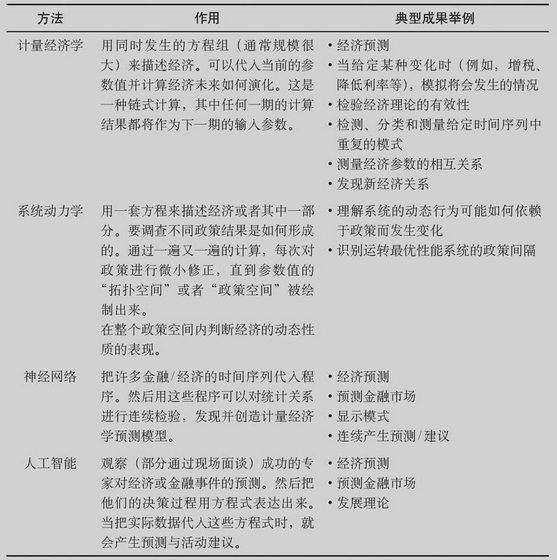 方法 作用 典型成果举例
计量经济学
用同时发生的方程组（通常规模很
大）来描述经济。可以代入当前的参
数值并计算经济未来如何演化。这是
一种链式计算，其中任何一期的计算
结果都将作为下一期的输入参数。
• 经济预测
• 当给定某种变化时（例如，增税、
降低利率等），模拟将会发生的情况
• 检验经济理论的有效性
• 检测、分类和测量给定时间序列中
重复的模式
• 测量经济参数的相互关系
• 发现新经济关系
系统动力学
用一套方程来描述经济或者其中一部
分。要调查不同政策结果是如何形成
的。通过一遍又一遍的计算，每次对
政策进行微小修正，直到参数值的
“拓扑空间”或者“政策空间”被绘
制出来。
在整个政策空间内判断经济的动态性
质的表现。
• 理解系统的动态行为可能如何依赖
于政策而发生变化
• 识别运转最优性能系统的政策间隔
神经网络
把许多金融/经济的时间序列代入程
序。然后用这些程序可以对统计关系
进行连续检验，发现并创造计量经济
学预测模型。
• 经济预测
• 预测金融市场
• 显示模式
• 连续产生预测/建议
人工智能
观察（部分通过现场面谈）成功的专
家对经济或金融事件的预测。然后把
他们的决策过程用方程式表达出来。
当把实际数据代入这些方程式时，就
会产生预测与活动建议。
• 经济预测
• 预测金融市场
• 发展理论